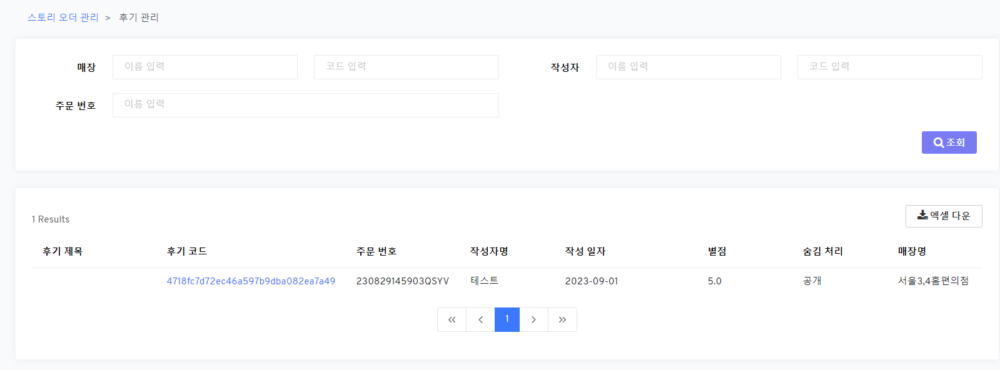 스토리 오더 관리 > 후기 관리
매장 이름 입력 코드 입력 작성자 이름 입력 코드 입력
주문 번호 이름 입력
조회
1 Results 엑셀 다운
후기 제목 후기 코드 주문 번호 작성자명 작성 일자 별점 숨김 처리 매장명
4718fc7d72ec46a597b9dba082ea7a49 230829145903QSYV 테스트 2023-09-01 5.0 공개 서울3,4홈편의점
« ‹ 1 › »